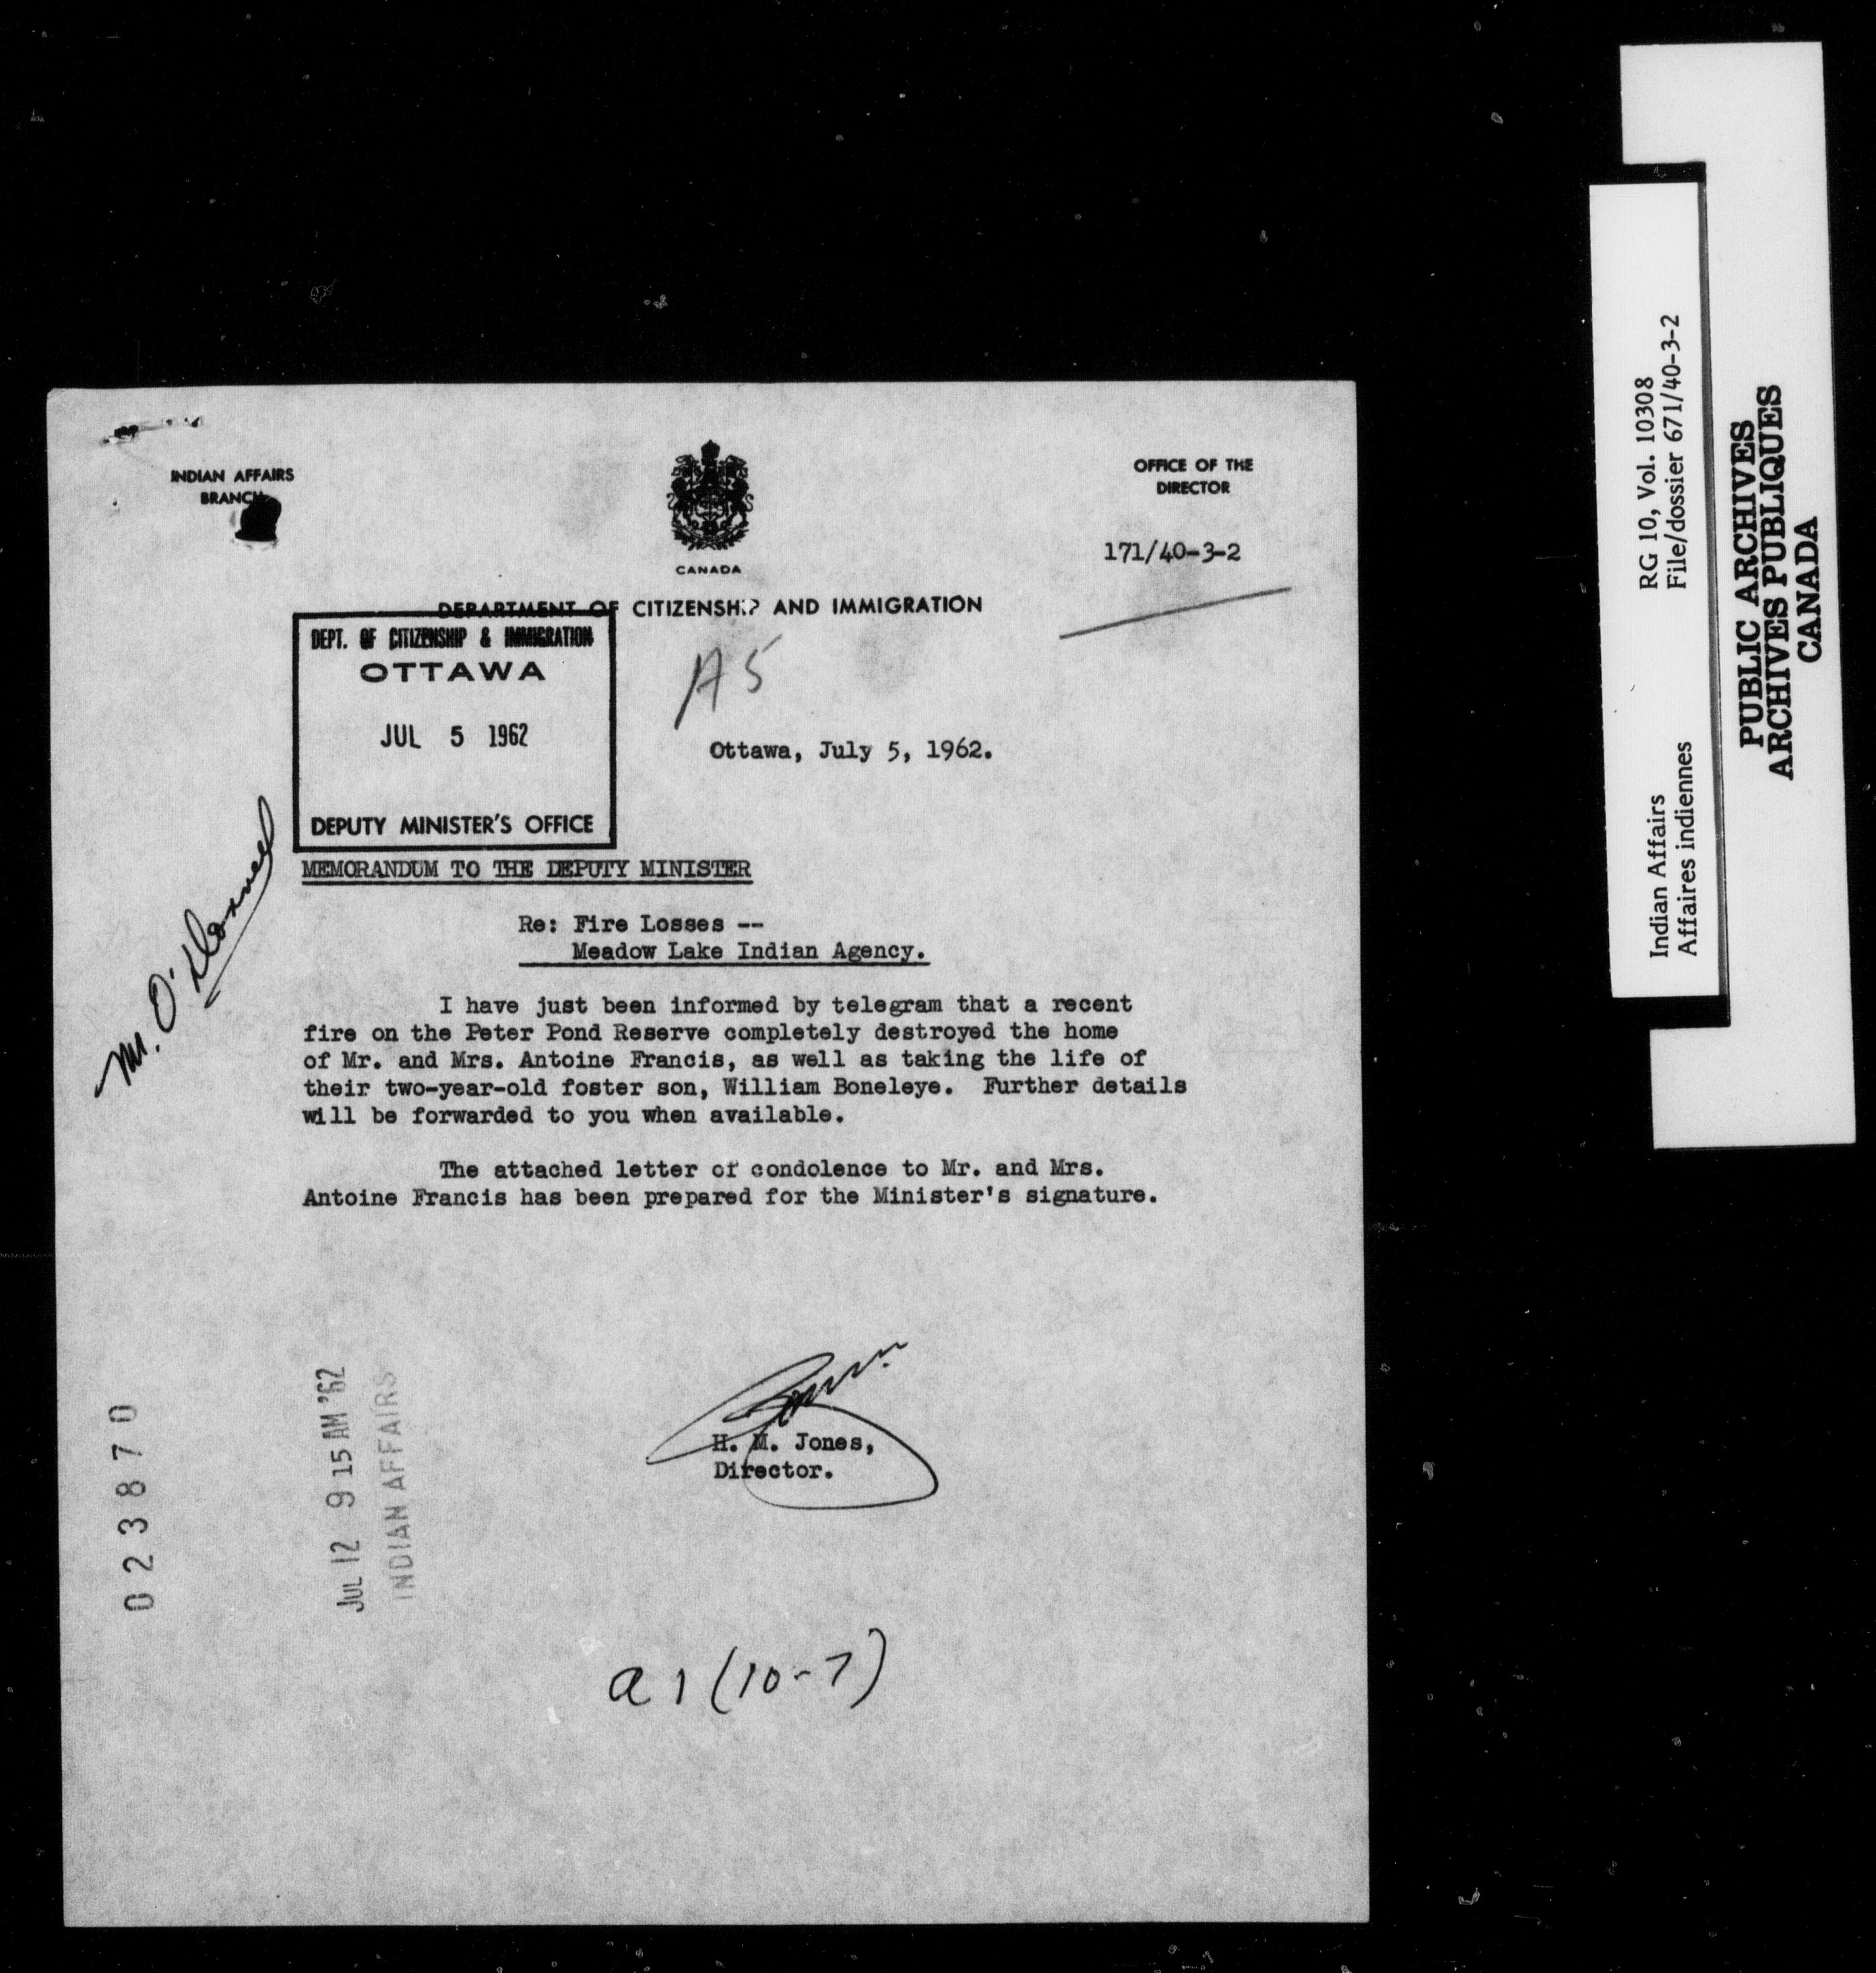 INDIAN AFFAIRS
BRANCH
CANADA
OFFICE OF THE
DIRECTOR
171/40-3-2
DEPARTMENT OF CITIZENSHIP AND IMMIGRATION
DEPT. OF CITIZENSHIP & IMMIGRATION
OTTAWA
JUL 5 1962
DEPUTY MINISTER'S OFFICE
A5
Ottawa, July 5, 1962.
M. O'Donnel
MEMORANDUM TO THE DEPUTY MINISTER
Re: Fire Losses --
Meadow Lake Indian Agency.
I have just been informed by telegram that a recent
fire on the Peter Pond Reserve completely destroyed the home
of Mr. and Mrs. Antoine Francis, as well as taking the life of
their two-year-old foster son, William Boneleye. Further details
will be forwarded to you when available.
The attached letter of condolence to Mr. and Mrs.
Antoine Francis has been prepared for the Minister's signature.
H. M. Jones,
Director.
023870
JUL 12 9 15 AM '62
INDIAN AFFAIRS
a1 (10-7)
Indian Affairs RG 10, Vol. 10308
Affaires indiennes File/dossier 671/40-3-2
PUBLIC ARCHIVES
ARCHIVES PUBLIQUES
CANADA